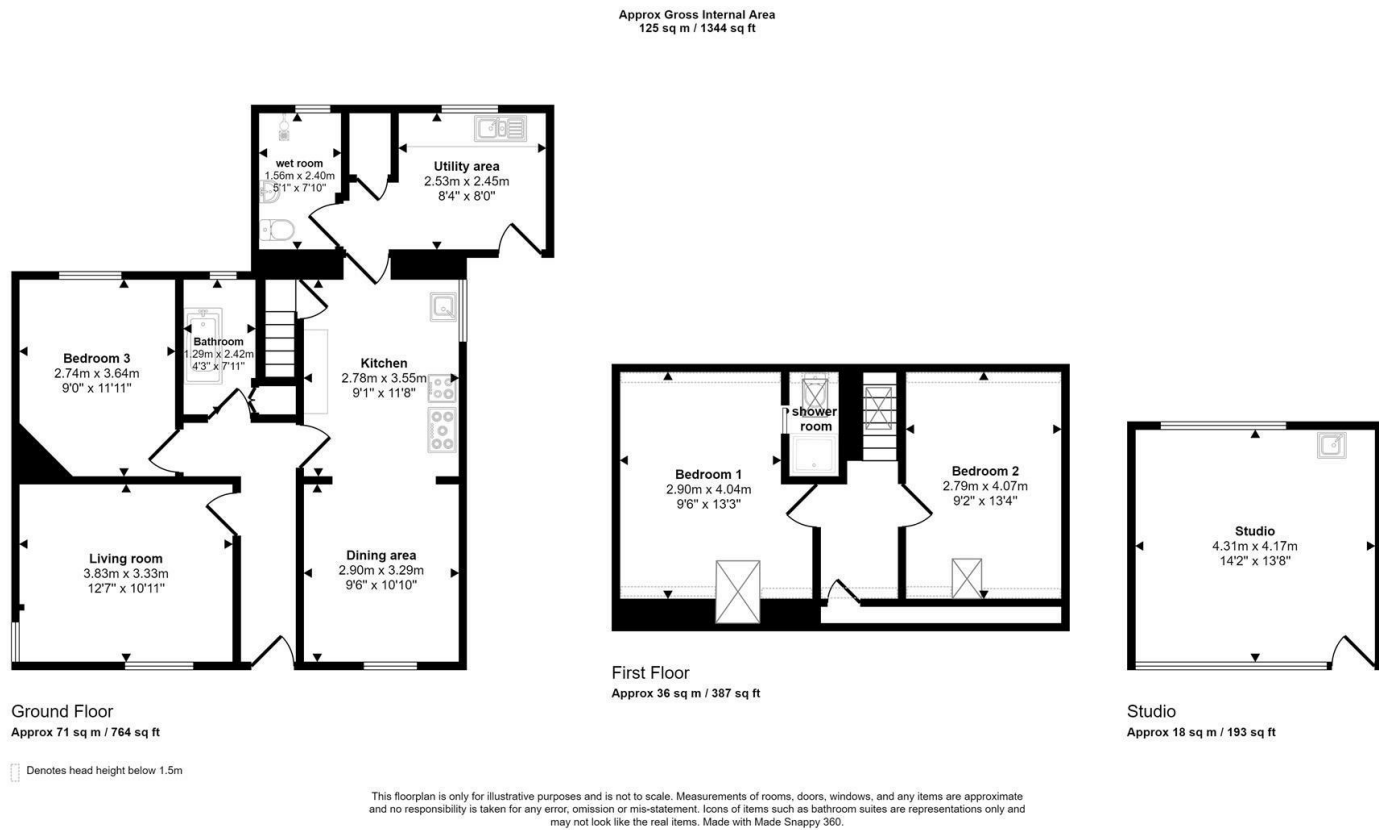 Approx Gross Internal Area
125 sq m / 1344 sq ft
wet room
1.56m x 2.40m
5'1" x 7'10"
Utility area
2.53m x 2.45m
8'4" x 8'0"
Bedroom 3
2.74m x 3.64m
9'0" x 11'11"
Bathroom
1.29m x 2.42m
4'3" x 7'11"
Kitchen
2.78m x 3.55m
9'1" x 11'8"
Living room
3.83m x 3.33m
12'7" x 10'11"
Dining area
2.90m x 3.29m
9'6" x 10'10"
Ground Floor
Approx 71 sq m / 764 sq ft
Denotes head height below 1.5m
shower
room
Bedroom 1
2.90m x 4.04m
9'6" x 13'3"
Bedroom 2
2.79m x 4.07m
9'2" x 13'4"
First Floor
Approx 36 sq m / 387 sq ft
Studio
4.31m x 4.17m
14'2" x 13'8"
Studio
Approx 18 sq m / 193 sq ft
This floorplan is only for illustrative purposes and is not to scale. Measurements of rooms, doors, windows, and any items are approximate
and no responsibility is taken for any error, omission or mis-statement. Icons of items such as bathroom suites are representations only and
may not look like the real items. Made with Made Snappy 360.